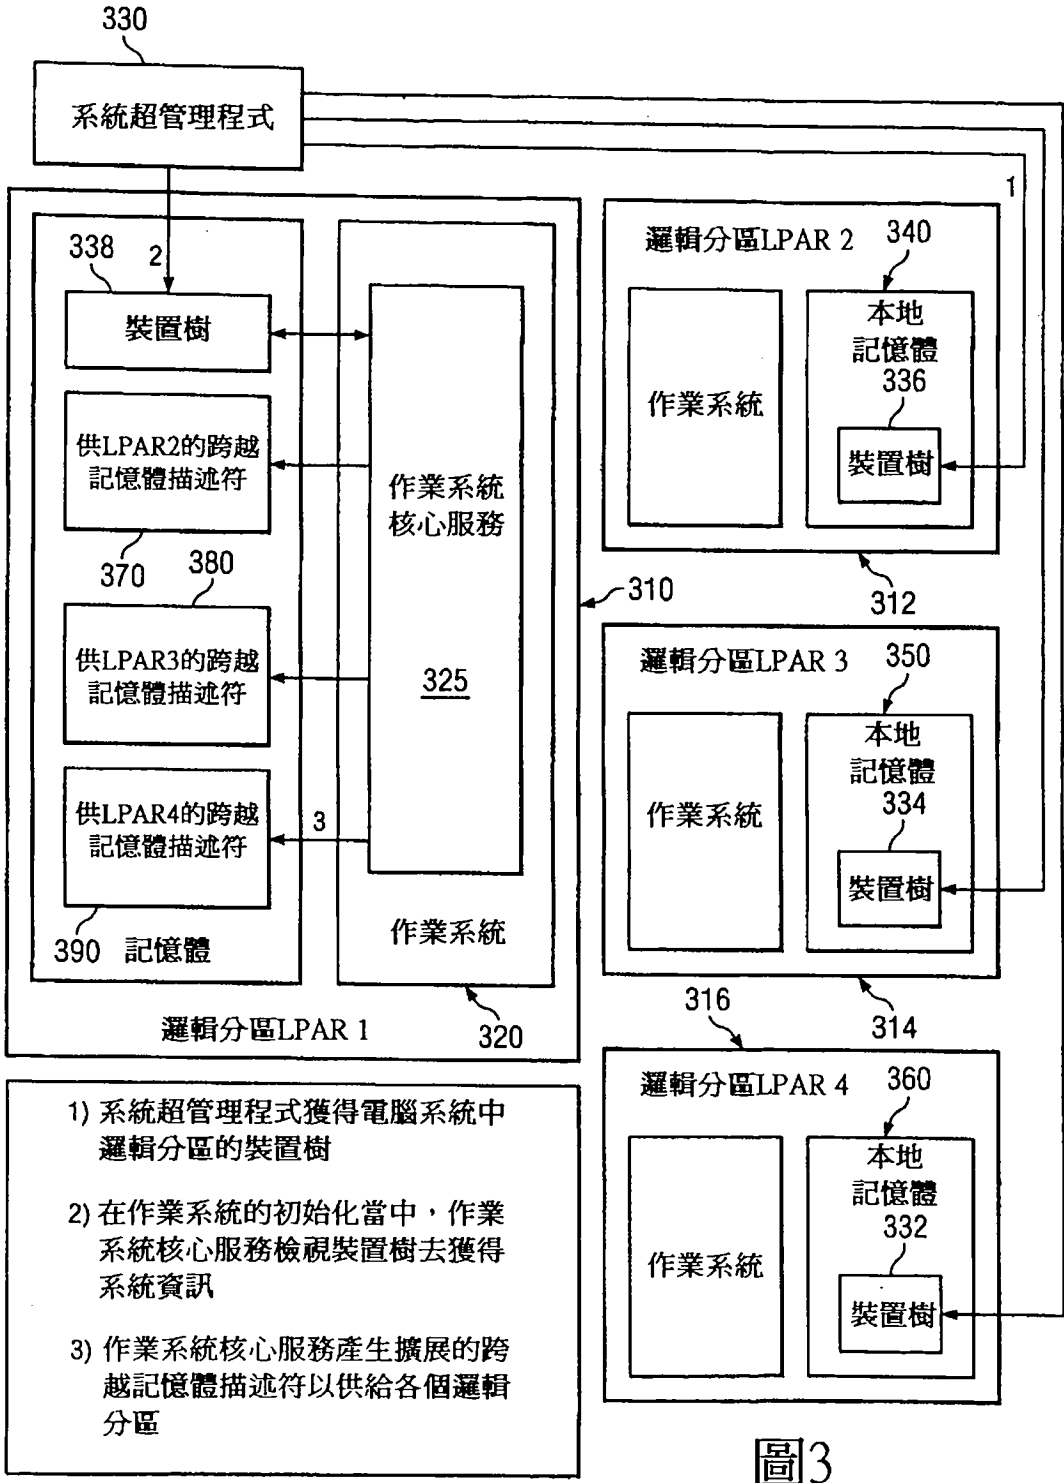 330
系統超管理程式
1
338
2
裝置樹
供LPAR2的跨越
記憶體描述符
370
380
供LPAR3的跨越
記憶體描述符
供LPAR4的跨越
記憶體描述符
3
390
記憶體
作業系統
核心服務
325
作業系統
310
320
邏輯分區LPAR 1
邏輯分區LPAR 2
340
本地
記憶體
336
裝置樹
作業系統
312
邏輯分區LPAR 3
350
本地
記憶體
334
裝置樹
作業系統
314
316
邏輯分區LPAR 4
360
本地
記憶體
332
裝置樹
作業系統
1) 系統超管理程式獲得電腦系統中
邏輯分區的裝置樹
2) 在作業系統的初始化當中，作業
系統核心服務檢視裝置樹去獲得
系統資訊
3) 作業系統核心服務產生擴展的跨
越記憶體描述符以供給各個邏輯
分區
圖3